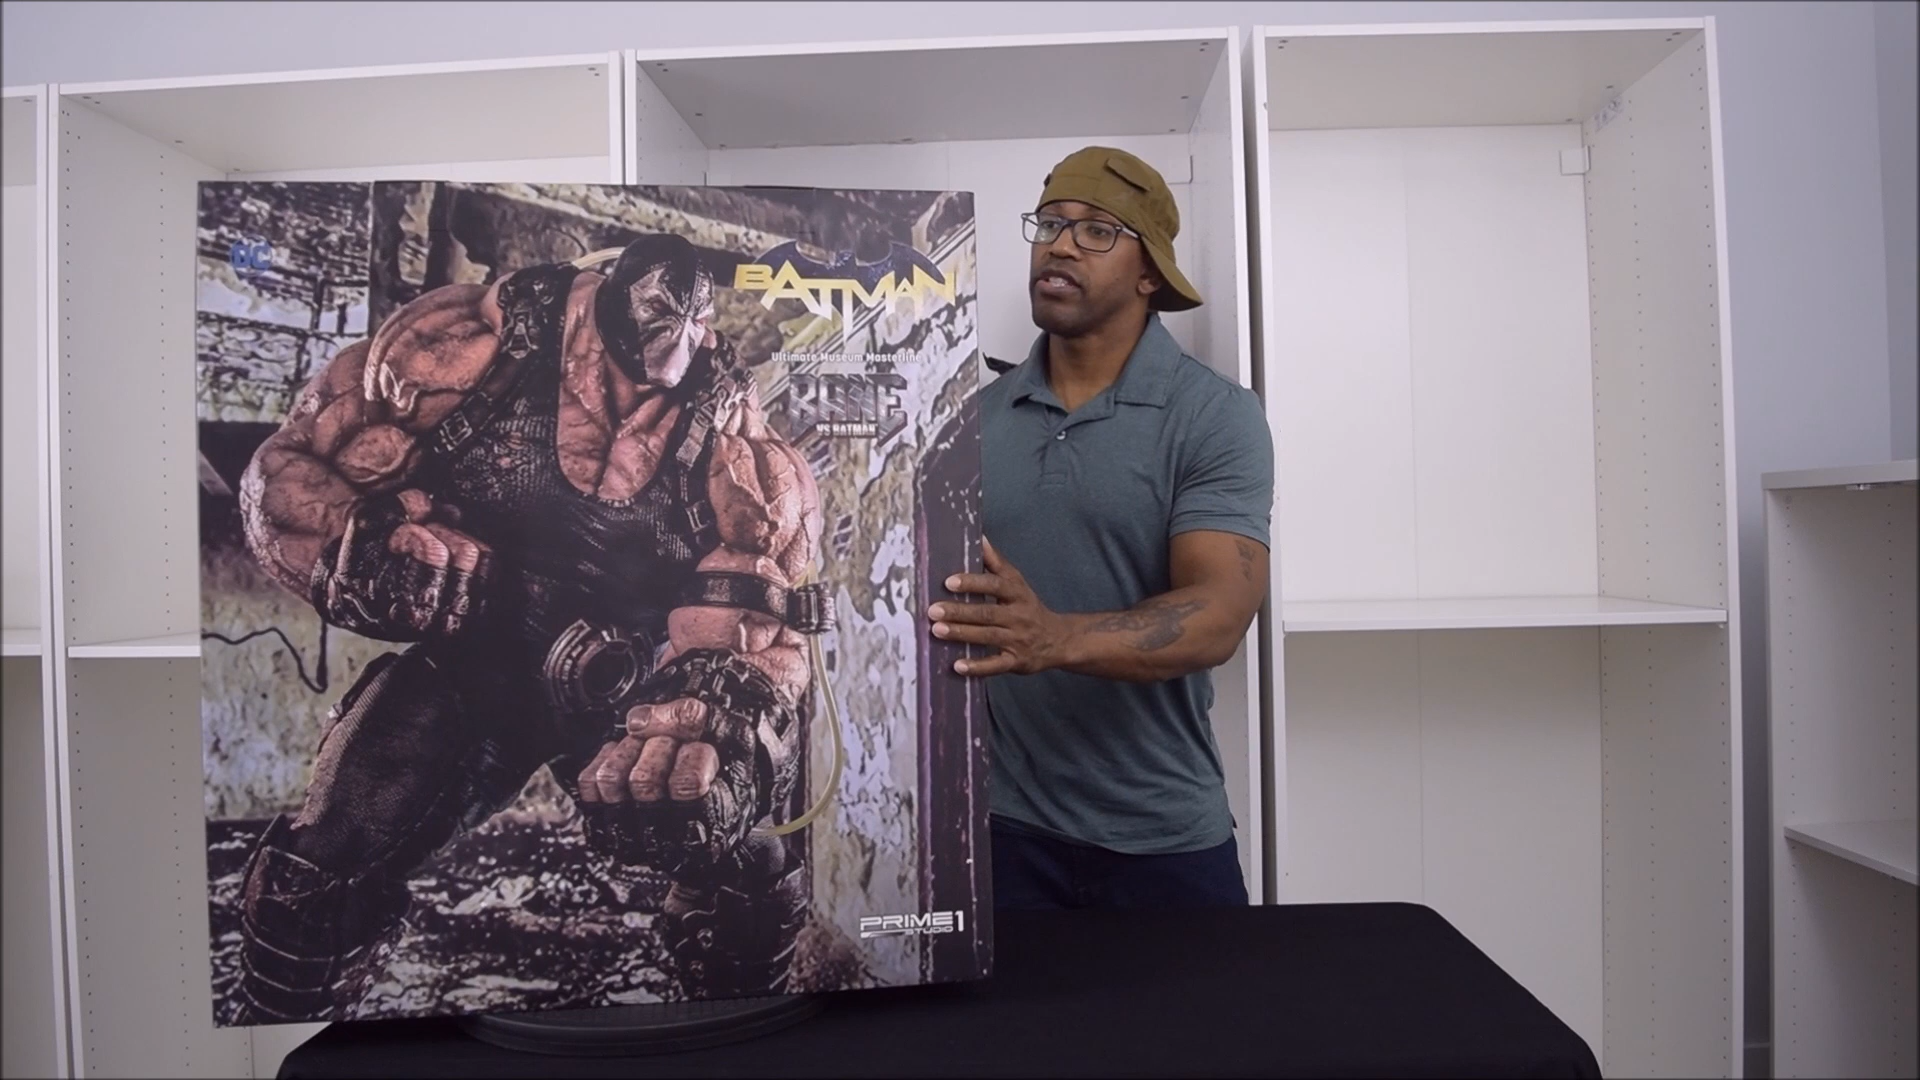 DC
BATMAN
Ultimate Museum Masterline
BANE
VS BATMAN
PRIME 1
STUDIO